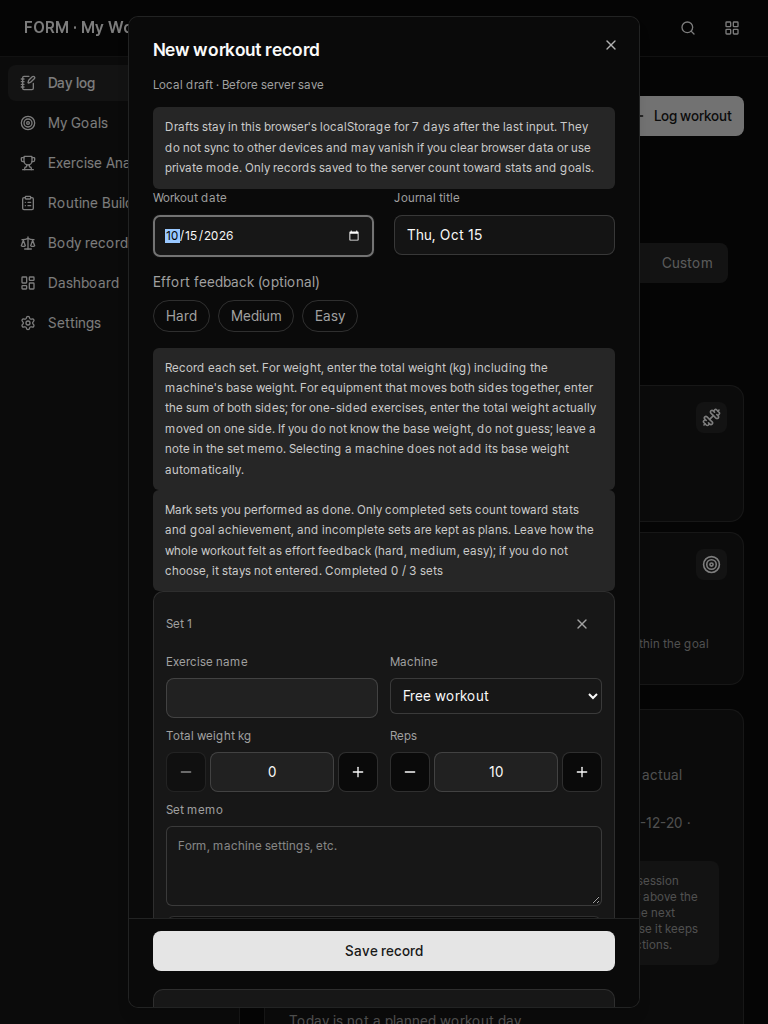 FORM · My Wo
New workout record
Local draft · Before server save
Day log
My Goals
Exercise Ana
Routine Build
Body record
Dashboard
Settings
Log workout
Custom
Drafts stay in this browser's localStorage for 7 days after the last input. They
do not sync to other devices and may vanish if you clear browser data or use
private mode. Only records saved to the server count toward stats and goals.
Workout date
Journal title
10/15/2026
Thu, Oct 15
Effort feedback (optional)
Hard
Medium
Easy
Record each set. For weight, enter the total weight (kg) including the
machine's base weight. For equipment that moves both sides together, enter
the sum of both sides; for one-sided exercises, enter the total weight actually
moved on one side. If you do not know the base weight, do not guess; leave a
note in the set memo. Selecting a machine does not add its base weight
automatically.
Mark sets you performed as done. Only completed sets count toward stats
and goal achievement, and incomplete sets are kept as plans. Leave how the
whole workout felt as effort feedback (hard, medium, easy); if you do not
choose, it stays not entered. Completed 0 / 3 sets
Set 1
Exercise name
Machine
Free workout
Total weight kg
Reps
0
10
Set memo
Form, machine settings, etc.
Save record
thin the goal
actual
-12-20 ·
session
above the
e next
se it keeps
ctions.
Today is not a planned workout day